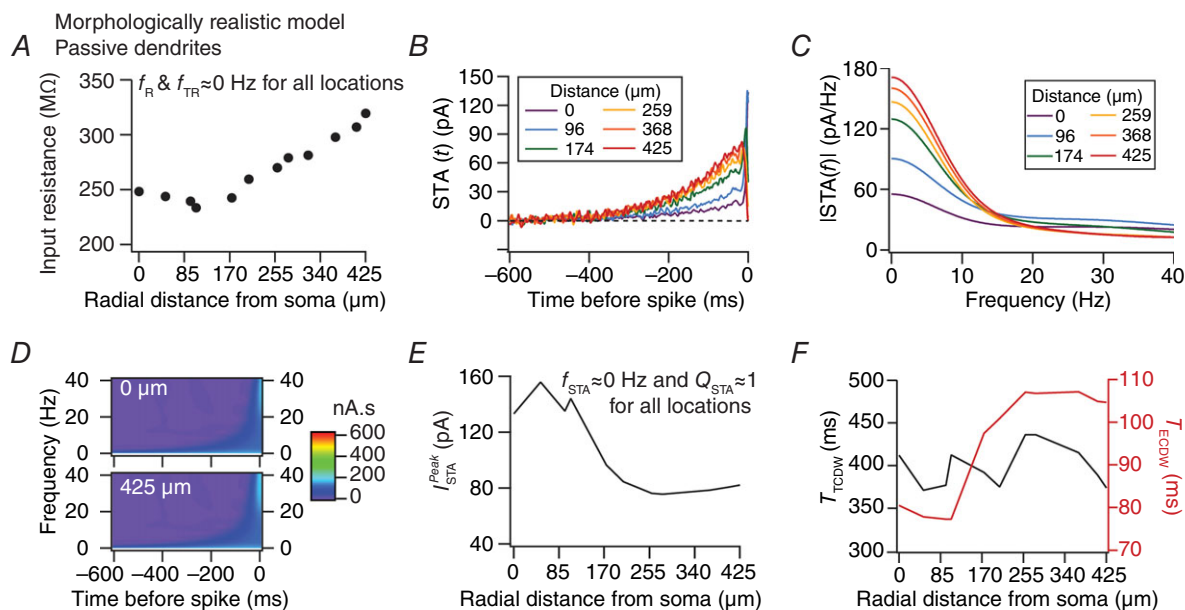 Morphologically realistic model
Passive dendrites
A
f_R & f_TR≈0 Hz for all locations
Input resistance (MΩ)
350
300
250
200
0 85 170 255 340 425
Radial distance from soma (µm)
B
STA (t) (pA)
150
120
90
60
30
0
Distance (µm)
0 259
96 368
174 425
−600 −400 −200 0
Time before spike (ms)
C
|STA(f)| (pA/Hz)
180
120
60
0
Distance (µm)
0 259
96 368
174 425
0 10 20 30 40
Frequency (Hz)
D
Frequency (Hz)
40 0 µm 40
20 20
0 0
40 425 µm 40
20 20
0 0
nA.s
600
400
200
0
−600 −400 −200 0
Time before spike (ms)
E
f_STA≈0 Hz and Q_STA≈1
for all locations
I_STA^Peak (pA)
160
120
80
40
0 85 170 255 340 425
Radial distance from soma (µm)
F
T_TCDW (ms)
500
450
400
350
300
110
100
90
80
70
T_ECDW (ms)
0 85 170 255 340 425
Radial distance from soma (µm)